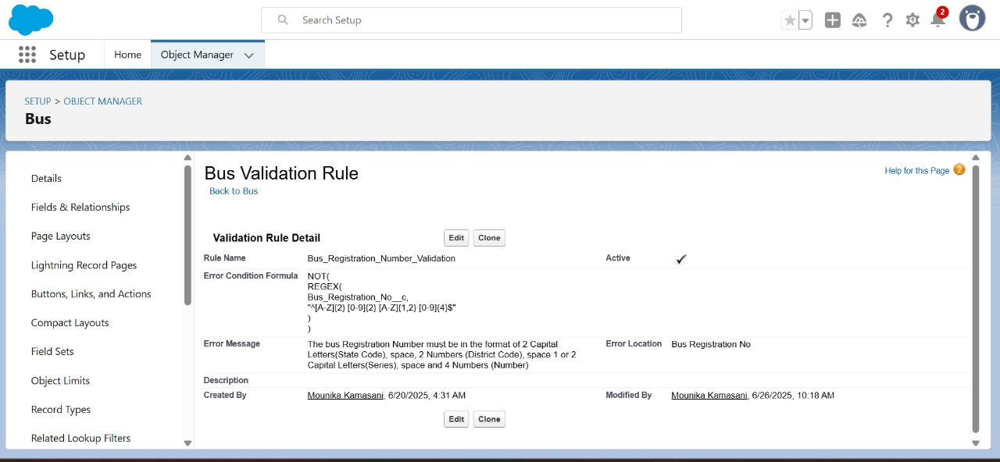 Search Setup
2
Setup
Home
Object Manager
SETUP > OBJECT MANAGER
Bus
Details
Fields & Relationships
Page Layouts
Lightning Record Pages
Buttons, Links, and Actions
Compact Layouts
Field Sets
Object Limits
Record Types
Related Lookup Filters
Bus Validation Rule
Help for this Page ?
Back to Bus
Validation Rule Detail
Edit Clone
Rule Name Bus_Registration_Number_Validation Active
Error Condition Formula NOT(
REGEX(
Bus_Registration_No__c,
"^[A-Z]{2} [0-9]{2} [A-Z]{1,2} [0-9]{4}$"
)
)
Error Message The bus Registration Number must be in the format of 2 Capital Error Location Bus Registration No
Letters(State Code), space, 2 Numbers (District Code), space 1 or 2
Capital Letters(Series), space and 4 Numbers (Number)
Description
Created By Mounika Kamasani, 6/20/2025, 4:31 AM Modified By Mounika Kamasani, 6/26/2025, 10:18 AM
Edit Clone